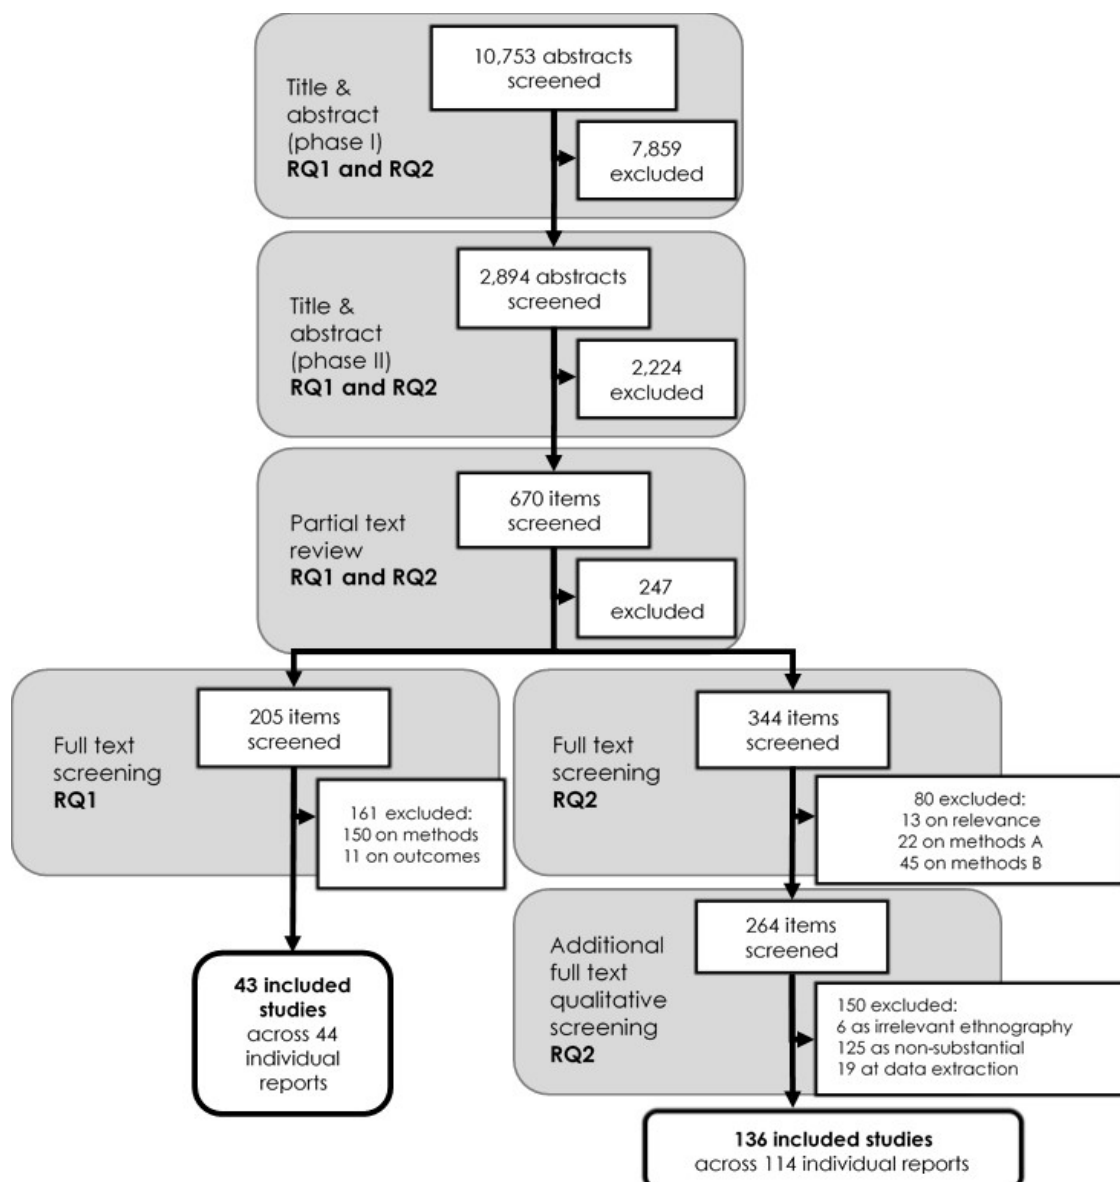 10,753 abstracts
screened
Title &
abstract
(phase I)
RQ1 and RQ2
7,859
excluded
2,894 abstracts
screened
Title &
abstract
(phase II)
RQ1 and RQ2
2,224
excluded
670 items
screened
Partial text
review
RQ1 and RQ2
247
excluded
205 items
screened
Full text
screening
RQ1
161 excluded:
150 on methods
11 on outcomes
43 included
studies
across 44
individual
reports
344 items
screened
Full text
screening
RQ2
80 excluded:
13 on relevance
22 on methods A
45 on methods B
264 items
screened
Additional
full text
qualitative
screening
RQ2
150 excluded:
6 as irrelevant ethnography
125 as non-substantial
19 at data extraction
136 included studies
across 114 individual reports